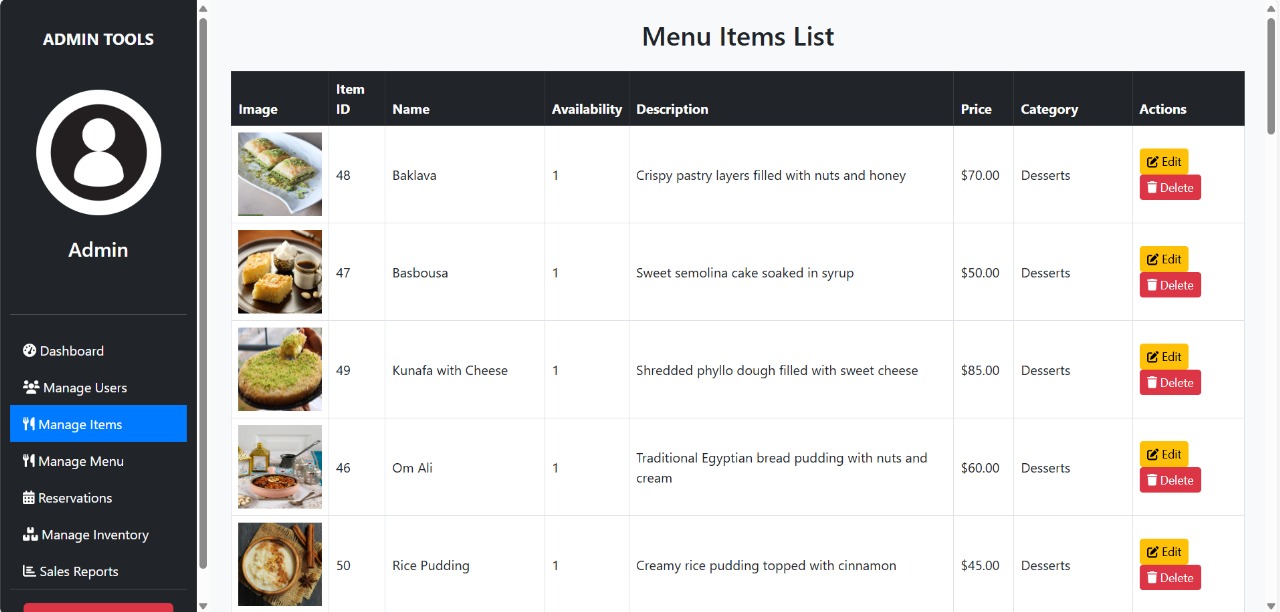 ADMIN TOOLS
Admin
Dashboard
Manage Users
Manage Items
Manage Menu
Reservations
Manage Inventory
Sales Reports
Menu Items List
Image Item ID Name Availability Description Price Category Actions
48 Baklava 1 Crispy pastry layers filled with nuts and honey $70.00 Desserts Edit
Delete
47 Basbousa 1 Sweet semolina cake soaked in syrup $50.00 Desserts Edit
Delete
49 Kunafa with Cheese 1 Shredded phyllo dough filled with sweet cheese $85.00 Desserts Edit
Delete
46 Om Ali 1 Traditional Egyptian bread pudding with nuts and cream $60.00 Desserts Edit
Delete
50 Rice Pudding 1 Creamy rice pudding topped with cinnamon $45.00 Desserts Edit
Delete